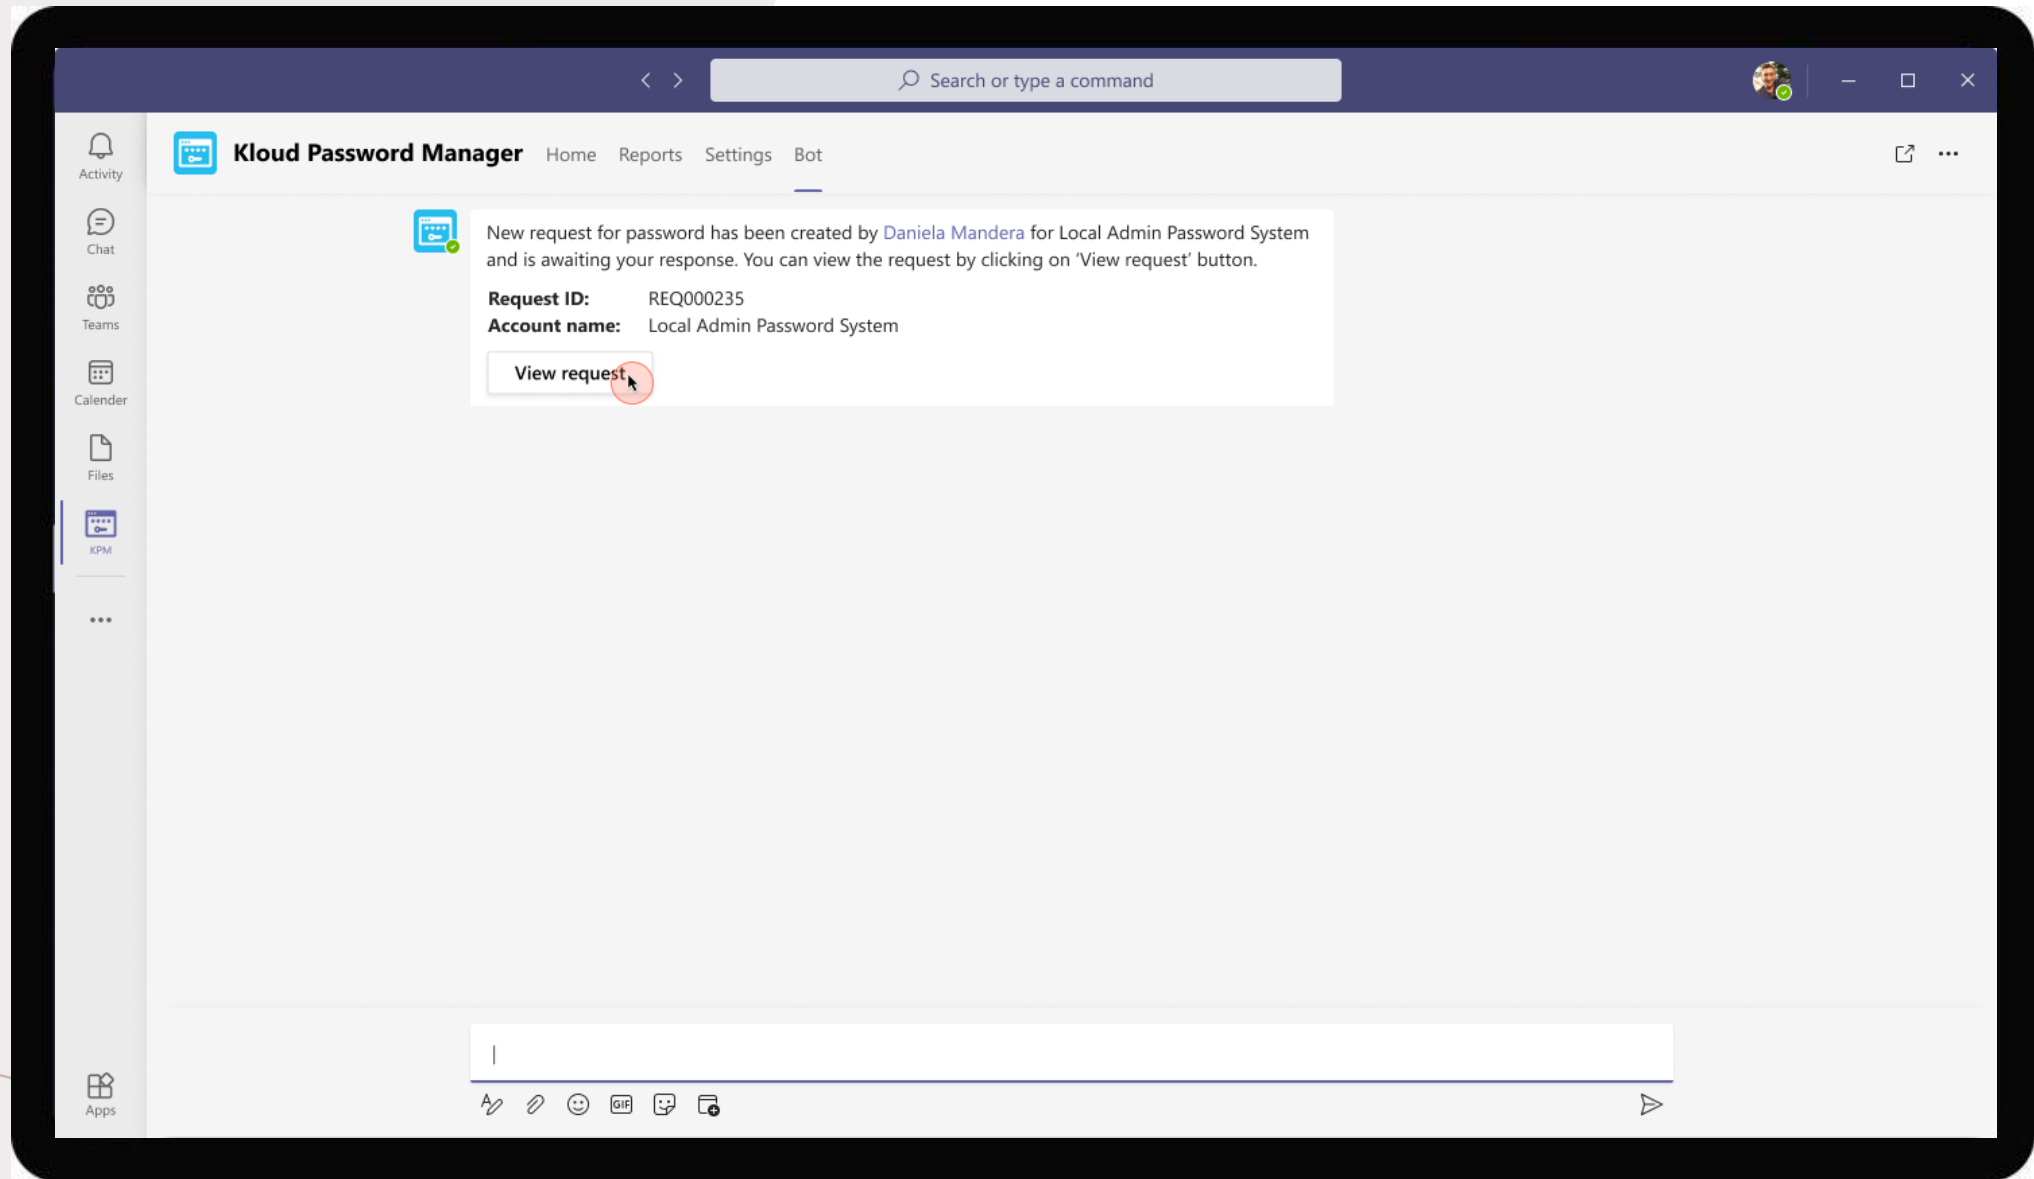 Search or type a command
Kloud Password Manager Home Reports Settings Bot
Activity
Chat
Teams
Calender
Files
KPM
Apps
New request for password has been created by Daniela Mandera for Local Admin Password System
and is awaiting your response. You can view the request by clicking on ‘View request’ button.
Request ID: REQ000235
Account name: Local Admin Password System
View request
GIF